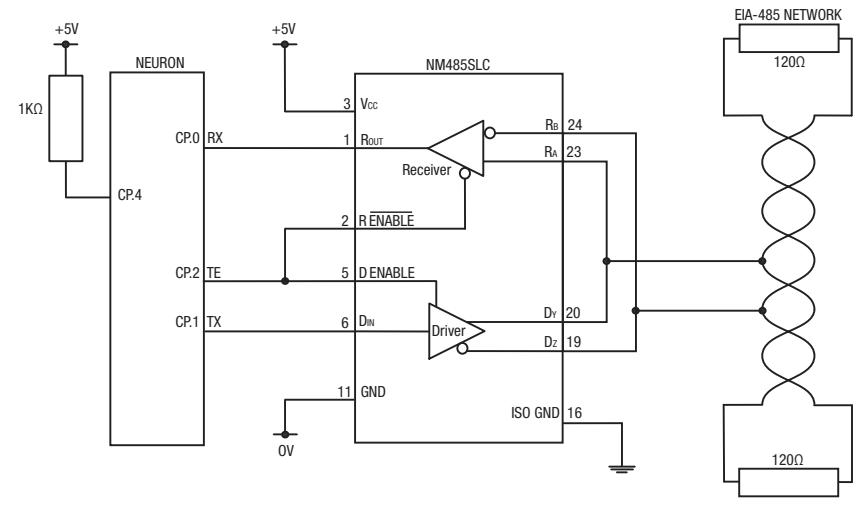 EIA-485 NETWORK
+5V
+5V
120Ω
NEURON
NM485SLC
1KΩ
3 Vcc
CP.0 RX
1 ROUT
RB 24
RA 23
Receiver
CP.4
2 R ENABLE
CP.2 TE
5 D ENABLE
CP.1 TX
6 DIN
Driver
DY 20
DZ 19
11 GND
ISO GND 16
0V
120Ω